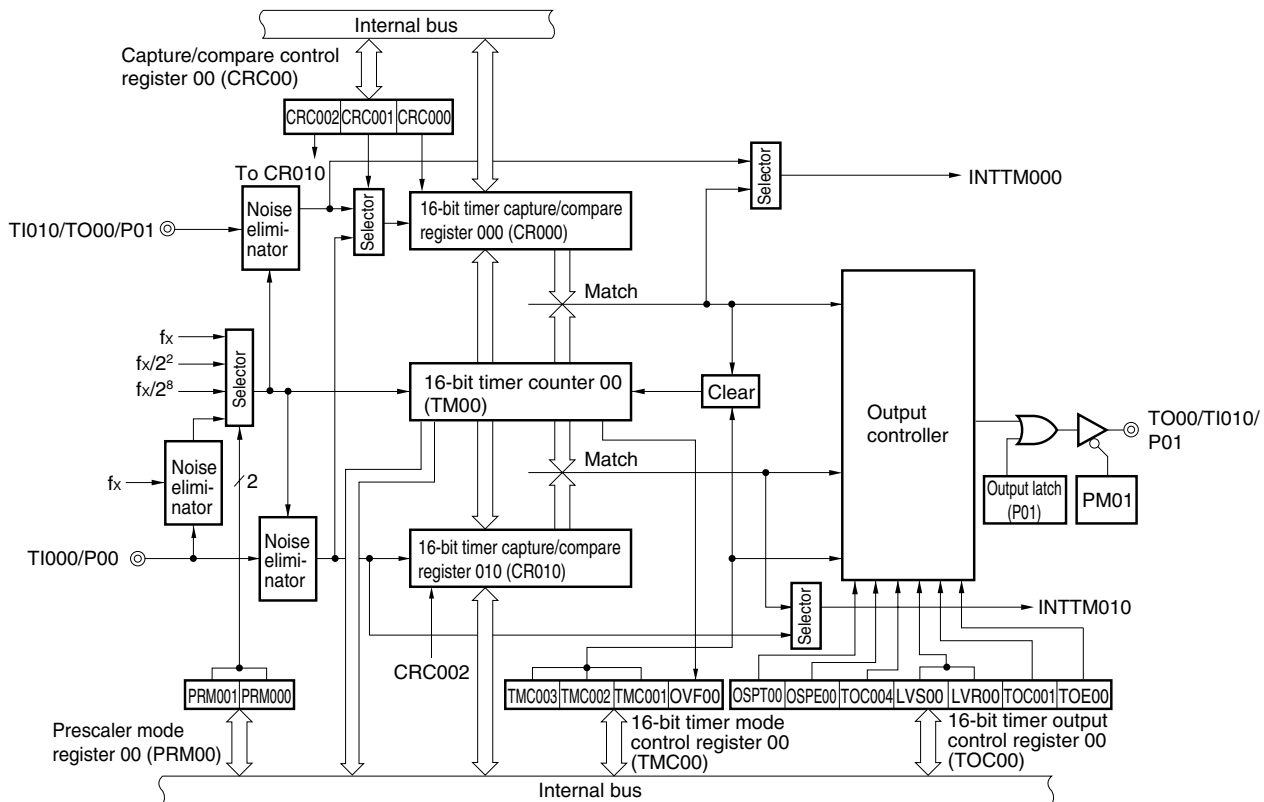 Internal bus
Capture/compare control
register 00 (CRC00)
CRC002 CRC001 CRC000
To CR010
TI010/TO00/P01
Noise
elimi-
nator
Selector
16-bit timer capture/compare
register 000 (CR000)
Selector
INTTM000
Match
fx
fx/2²
fx/2⁸
Selector
16-bit timer counter 00
(TM00)
Clear
Output
controller
TO00/TI010/
P01
fx
Noise
elimi-
nator
2
Match
Output latch
(P01)
PM01
TI000/P00
Noise
elimi-
nator
16-bit timer capture/compare
register 010 (CR010)
Selector
INTTM010
CRC002
PRM001 PRM000
TMC003 TMC002 TMC001 OVF00
OSPT00 OSPE00 TOC004 LVS00 LVR00 TOC001 TOE00
Prescaler mode
register 00 (PRM00)
16-bit timer mode
control register 00
(TMC00)
16-bit timer output
control register 00
(TOC00)
Internal bus